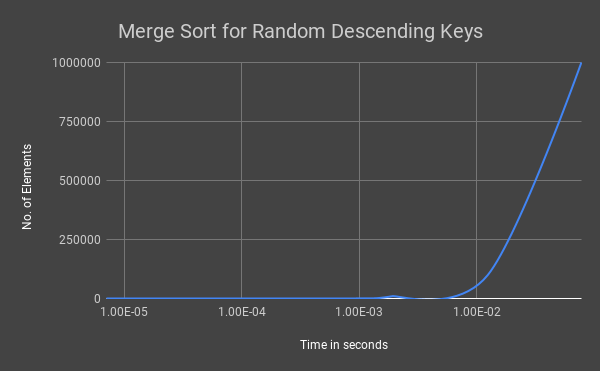 Merge Sort for Random Descending Keys
1000000
750000
500000
250000
0
No. of Elements
1.00E-05 1.00E-04 1.00E-03 1.00E-02
Time in seconds